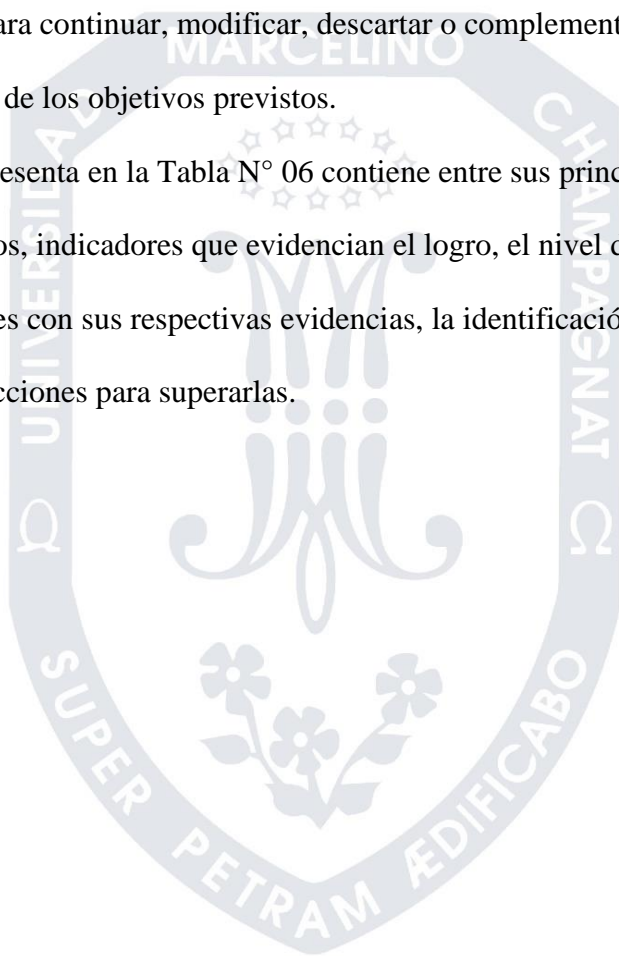 ara continuar, modificar, descartar o complement
de los objetivos previstos.
esenta en la Tabla N° 06 contiene entre sus princ
os, indicadores que evidencian el logro, el nivel
es con sus respectivas evidencias, la identificació
cciones para superarlas.
UNIVERSIDAD
MARCELINO
CHAMPAGNAT
SUPER PETRAM ÆDIFICABO